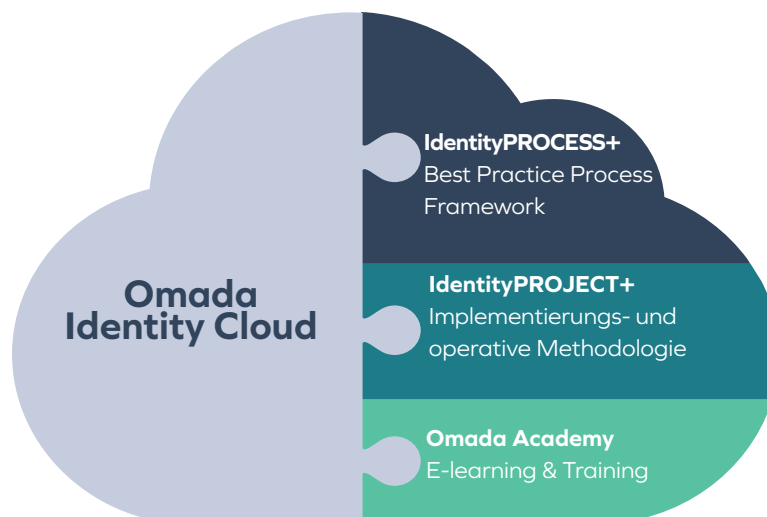 Omada
Identity Cloud
IdentityPROCESS+
Best Practice Process
Framework
IdentityPROJECT+
Implementierungs- und
operative Methodologie
Omada Academy
E-learning & Training